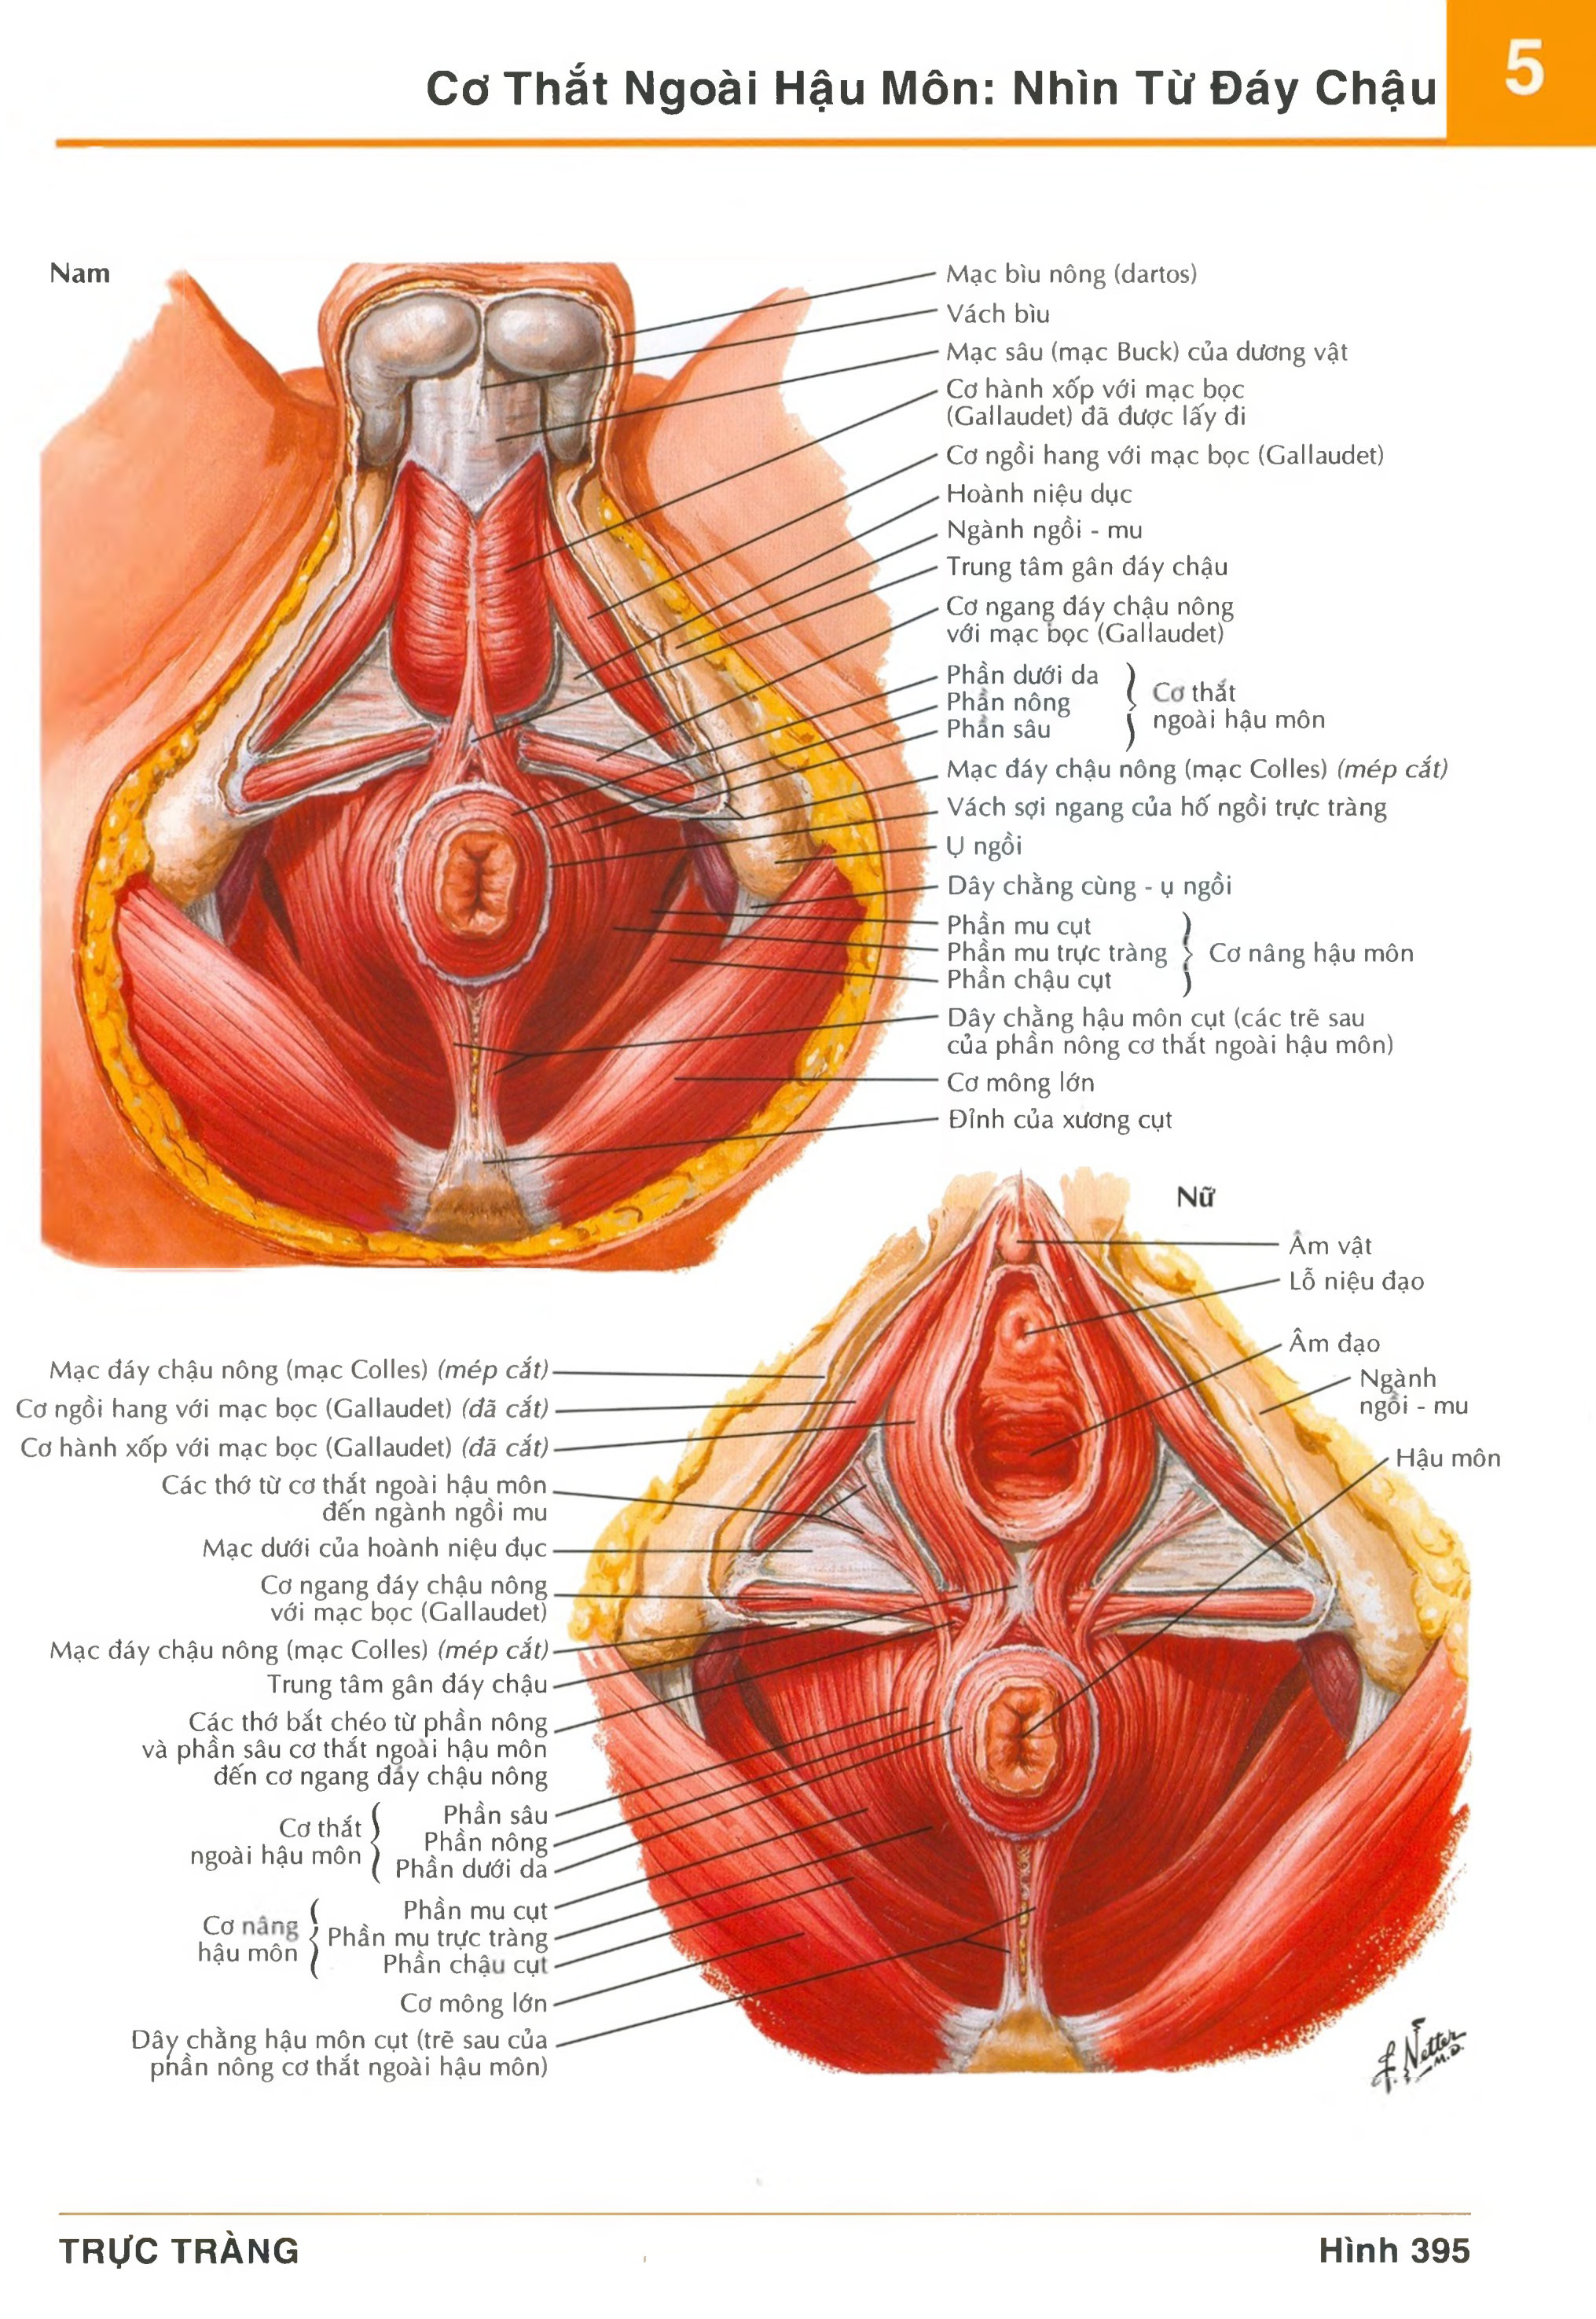 Cơ Thắt Ngoài Hậu Môn: Nhìn Từ Đáy Chậu
5
Nam
Mạc bìu nông (dartos)
Vách bìu
Mạc sâu (mạc Buck) của dương vật
Cơ hành xốp với mạc bọc
(Gallaudet) đã được lấy đi
Cơ ngồi hang với mạc bọc (Gallaudet)
Hoành niệu dục
Ngành ngồi - mu
Trung tâm gân đáy chậu
Cơ ngang đáy chậu nông
với mạc bọc (Gallaudet)
Phần dưới da
Phần nông
Phần sâu
Cơ thắt
ngoài hậu môn
Mạc đáy chậu nông (mạc Colles) (mép cắt)
Vách sợi ngang của hố ngồi trực tràng
Ụ ngồi
Dây chằng cùng - ụ ngồi
Phần mu cụt
Phần mu trực tràng
Phần chậu cụt
Cơ nâng hậu môn
Dây chằng hậu môn cụt (các trẽ sau
của phần nông cơ thắt ngoài hậu môn)
Cơ mông lớn
Đỉnh của xương cụt
Nữ
Âm vật
Lỗ niệu đạo
Âm đạo
Ngành
ngồi - mu
Hậu môn
Mạc đáy chậu nông (mạc Colles) (mép cắt)
Cơ ngồi hang với mạc bọc (Gallaudet) (đã cắt)
Cơ hành xốp với mạc bọc (Gallaudet) (đã cắt)
Các thớ từ cơ thắt ngoài hậu môn
đến ngành ngồi mu
Mạc dưới của hoành niệu đục
Cơ ngang đáy chậu nông
với mạc bọc (Gallaudet)
Mạc đáy chậu nông (mạc Colles) (mép cắt)
Trung tâm gân đáy chậu
Các thớ bắt chéo từ phần nông
và phần sâu cơ thắt ngoài hậu môn
đến cơ ngang đáy chậu nông
Cơ thắt
ngoài hậu môn
Phần sâu
Phần nông
Phần dưới da
Cơ nâng
hậu môn
Phần mu cụt
Phần mu trực tràng
Phần chậu cụt
Cơ mông lớn
Dây chằng hậu môn cụt (trẽ sau của
phần nông cơ thắt ngoài hậu môn)
F. Netter
M.D.
TRỰC TRÀNG
Hình 395